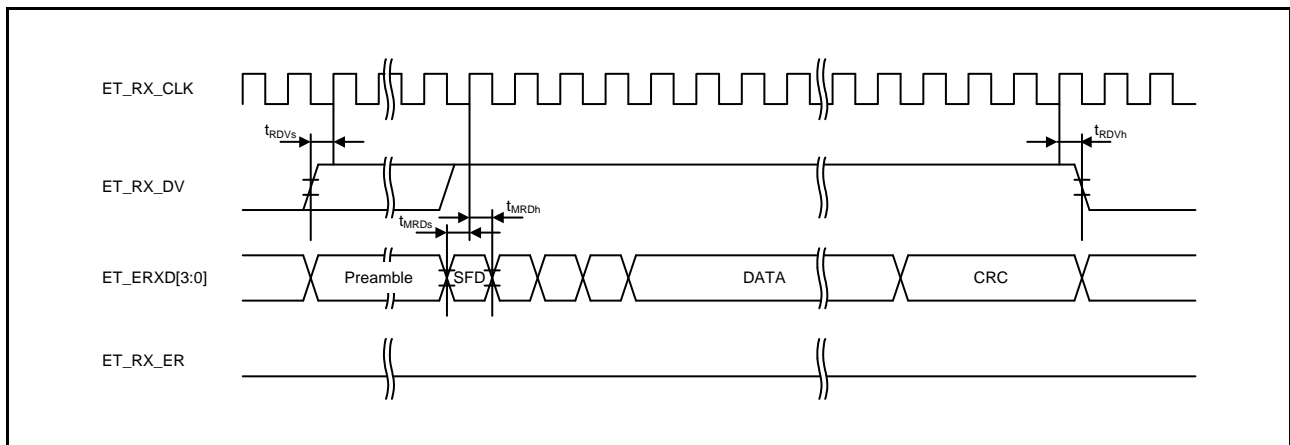 ET_RX_CLK
tRDVs
tRDVh
ET_RX_DV
tMRDs
tMRDh
ET_ERXD[3:0]
Preamble
SFD
DATA
CRC
ET_RX_ER